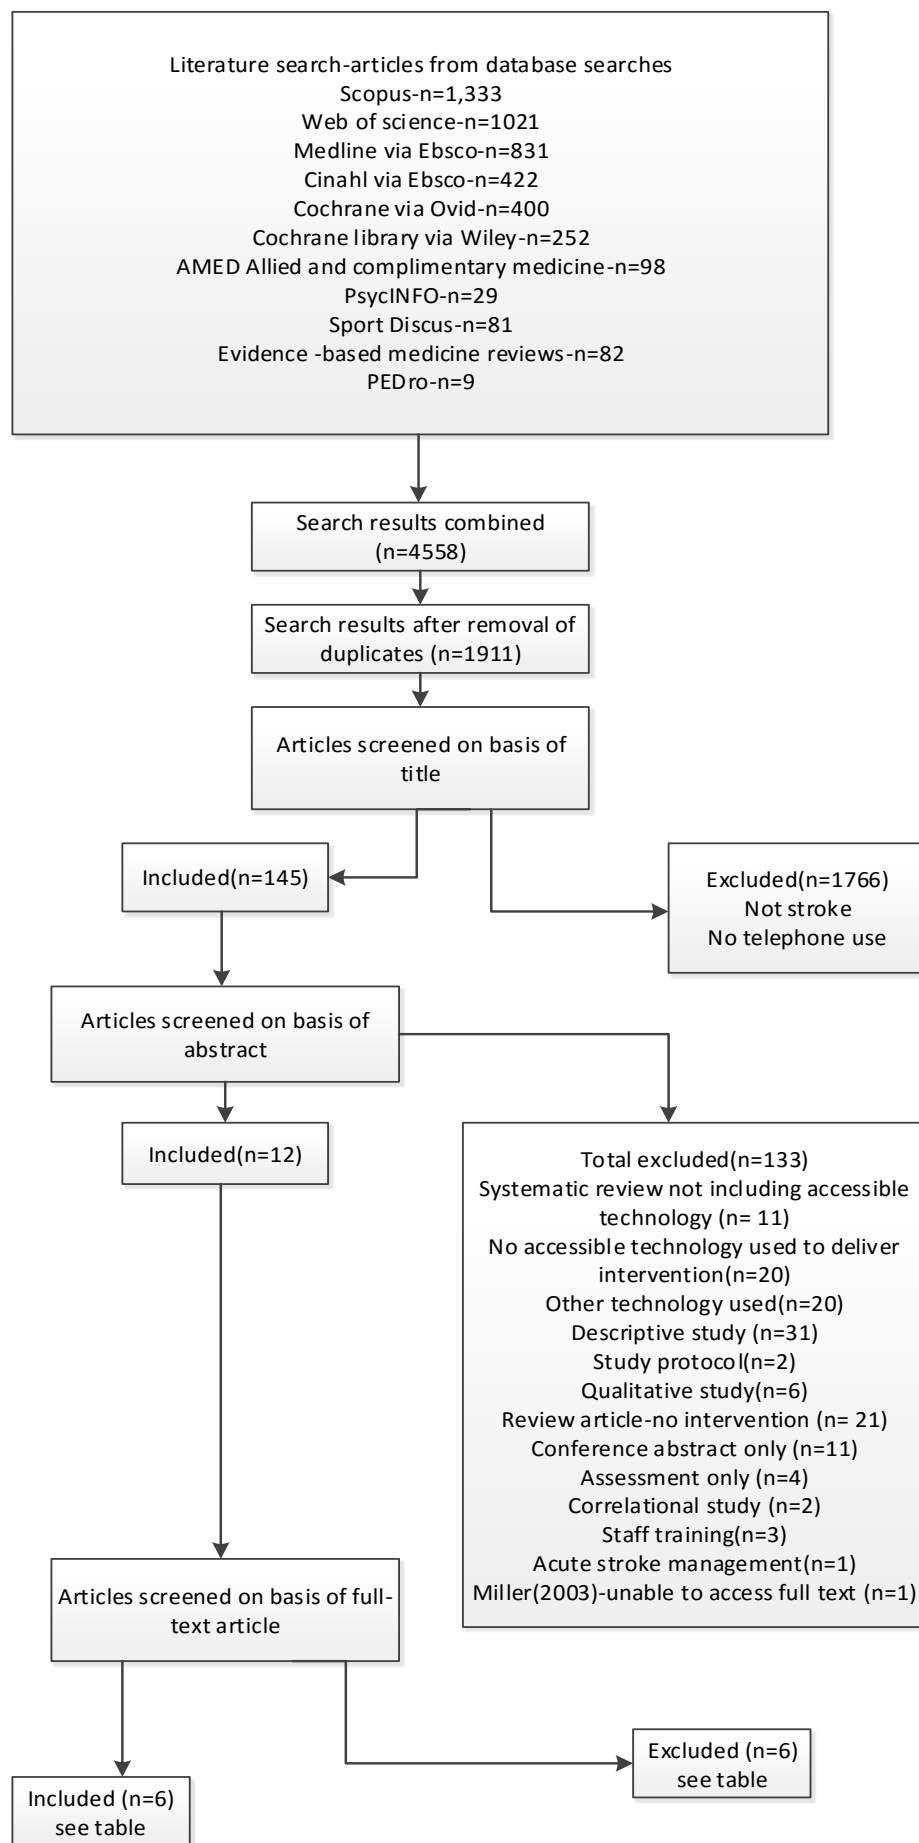 Literature search-articles from database searches
Scopus-n=1,333
Web of science-n=1021
Medline via Ebsco-n=831
Cinahl via Ebsco-n=422
Cochrane via Ovid-n=400
Cochrane library via Wiley-n=252
AMED Allied and complimentary medicine-n=98
PsycINFO-n=29
Sport Discus-n=81
Evidence -based medicine reviews-n=82
PEDro-n=9
Search results combined
(n=4558)
Search results after removal of
duplicates (n=1911)
Articles screened on basis of
title
Included(n=145)
Excluded(n=1766)
Not stroke
No telephone use
Articles screened on basis of
abstract
Included(n=12)
Total excluded(n=133)
Systematic review not including accessible
technology (n= 11)
No accessible technology used to deliver
intervention(n=20)
Other technology used(n=20)
Descriptive study (n=31)
Study protocol(n=2)
Qualitative study(n=6)
Review article-no intervention (n= 21)
Conference abstract only (n=11)
Assessment only (n=4)
Correlational study (n=2)
Staff training(n=3)
Acute stroke management(n=1)
Miller(2003)-unable to access full text (n=1)
Articles screened on basis of full-
text article
Excluded (n=6)
see table
Included (n=6)
see table